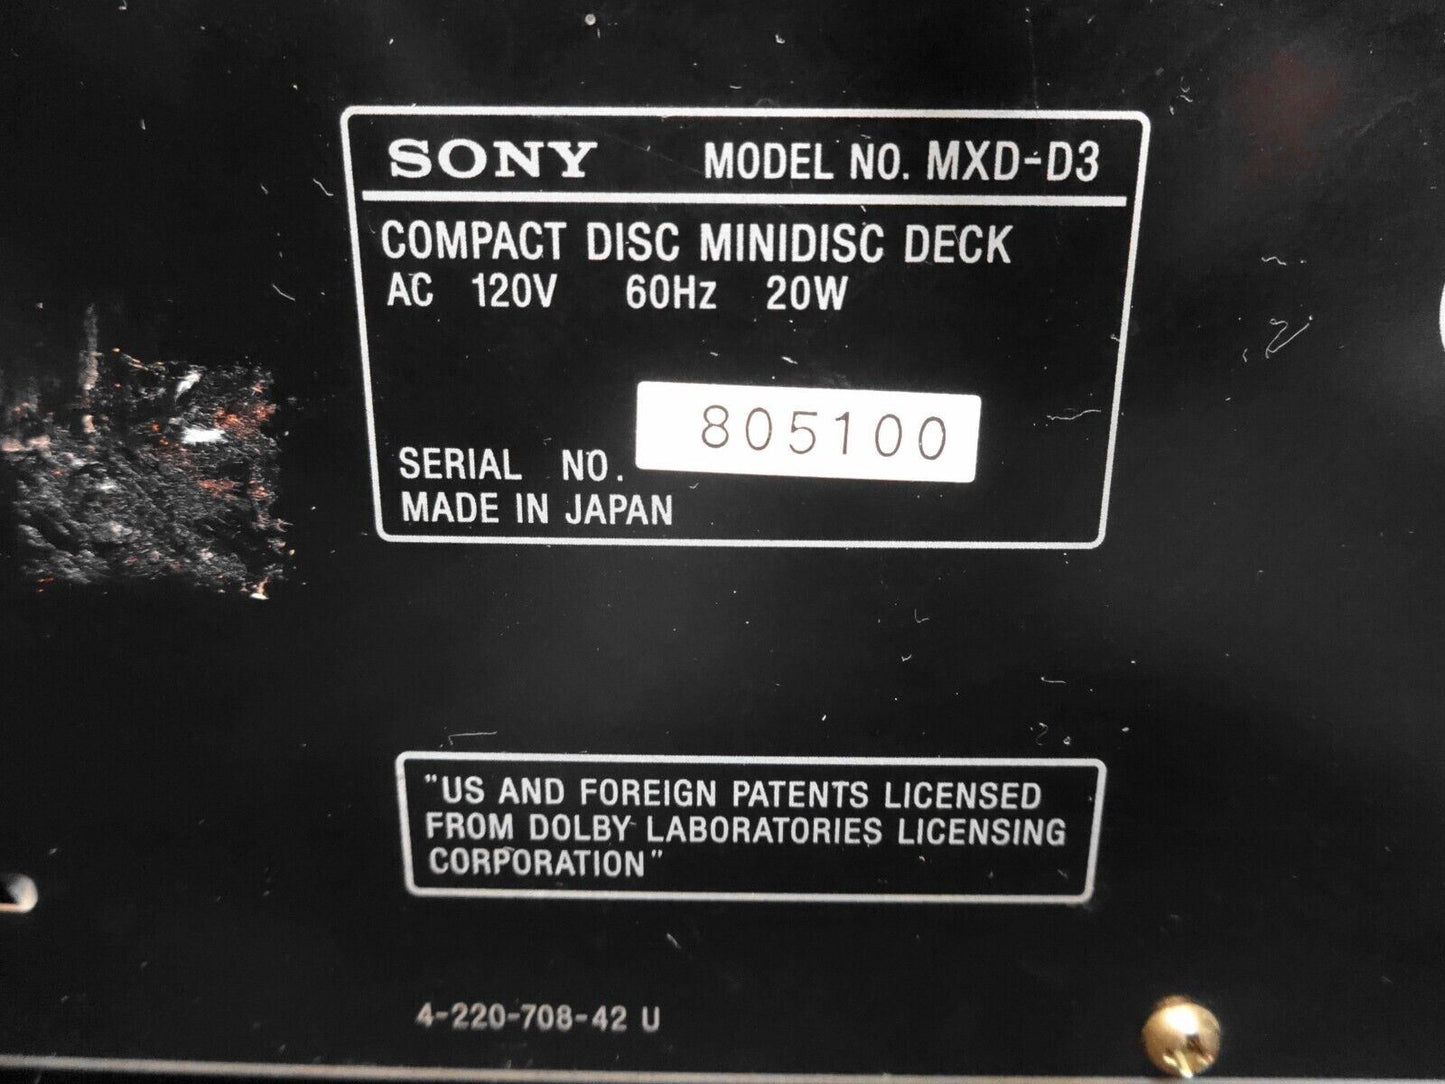 SONY MODEL NO. MXD-D3
COMPACT DISC MINIDISC DECK
AC 120V 60Hz 20W
805100
SERIAL NO.
MADE IN JAPAN
"US AND FOREIGN PATENTS LICENSED
FROM DOLBY LABORATORIES LICENSING
CORPORATION"
4-220-708-42 U